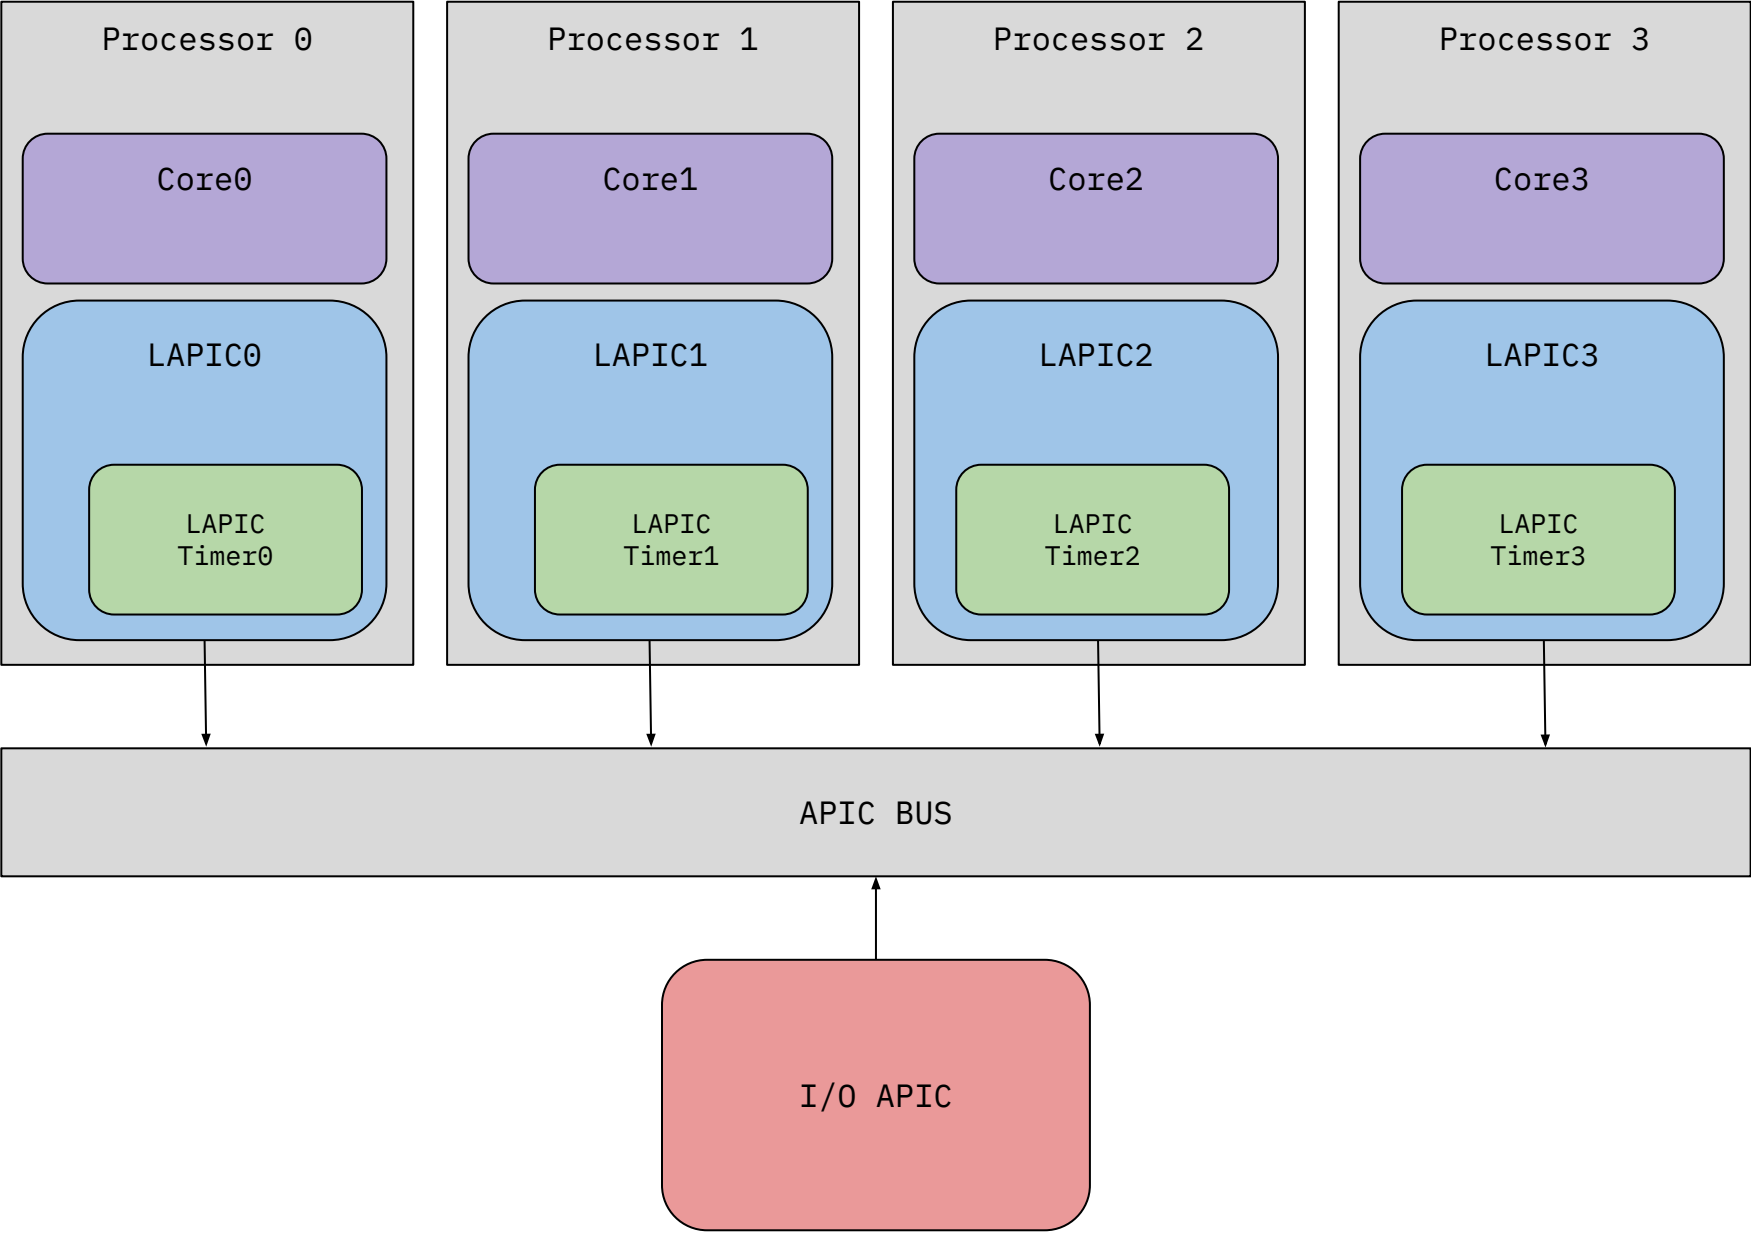 Processor 0
Processor 1
Processor 2
Processor 3
Core0
Core1
Core2
Core3
LAPIC0
LAPIC1
LAPIC2
LAPIC3
LAPIC
Timer0
LAPIC
Timer1
LAPIC
Timer2
LAPIC
Timer3
APIC BUS
I/O APIC